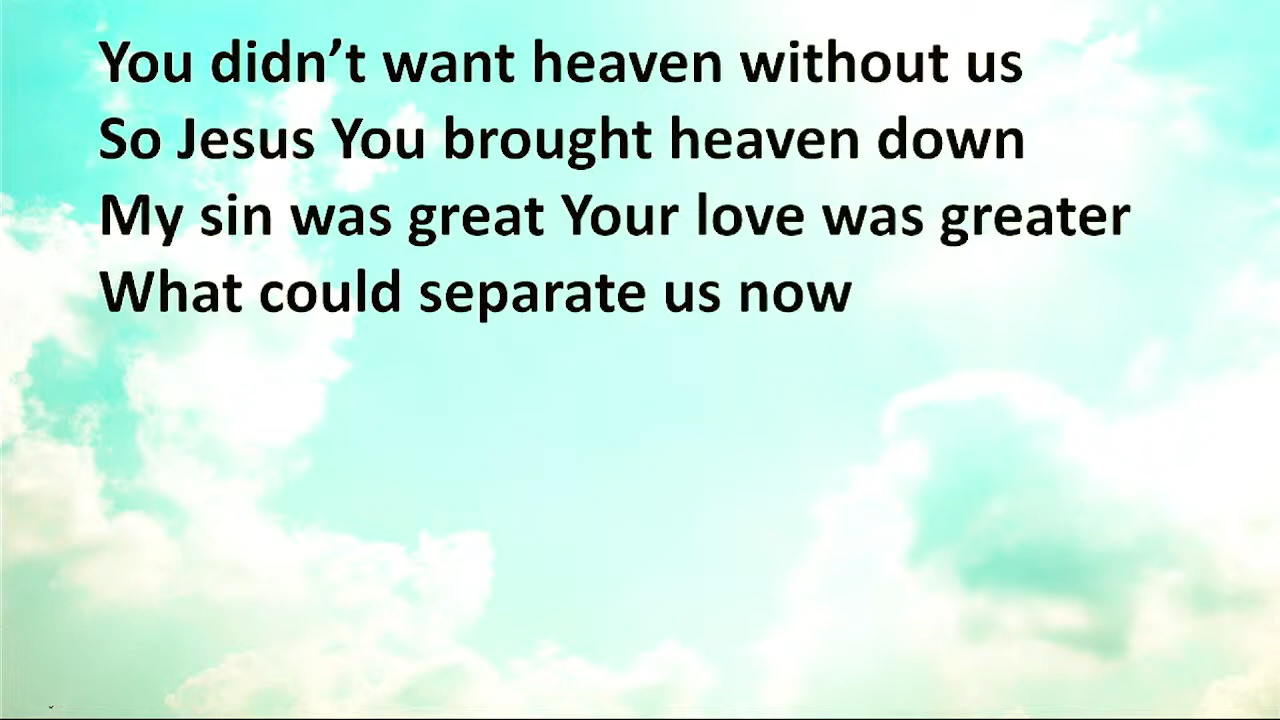 You didn’t want heaven without us
So Jesus You brought heaven down
My sin was great Your love was greater
What could separate us now